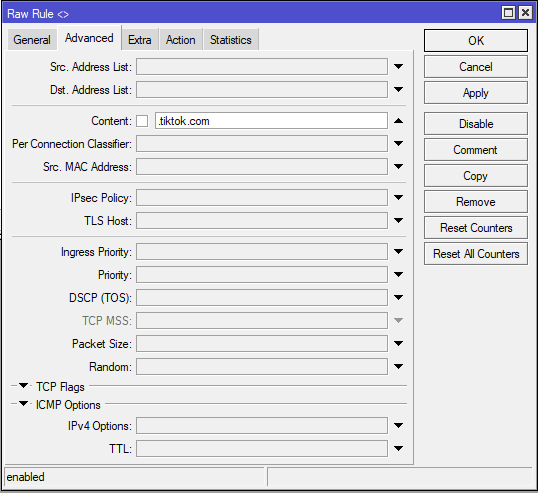 Raw Rule <>
General Advanced Extra Action Statistics
Src. Address List:
Dst. Address List:
Content: .tiktok.com
Per Connection Classifier:
Src. MAC Address:
IPsec Policy:
TLS Host:
Ingress Priority:
Priority:
DSCP (TOS):
TCP MSS:
Packet Size:
Random:
TCP Flags
ICMP Options
IPv4 Options:
TTL:
OK
Cancel
Apply
Disable
Comment
Copy
Remove
Reset Counters
Reset All Counters
enabled